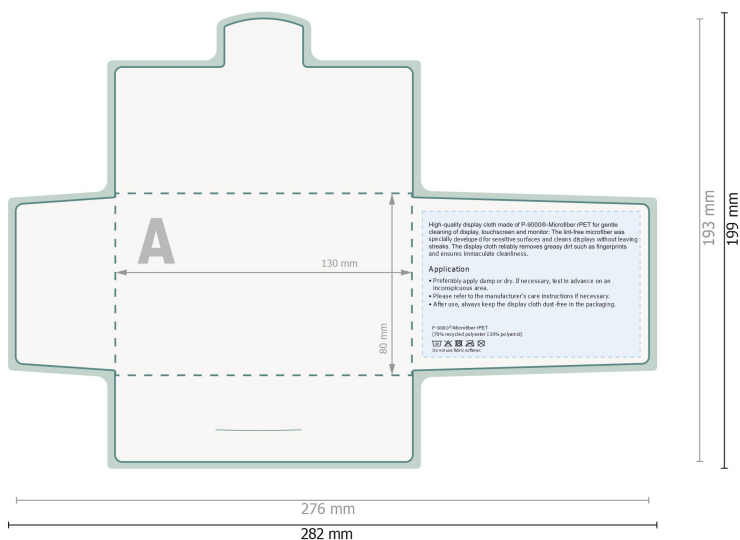 A
130 mm
80 mm
High-quality display cloth made of P-9000®-Microfiber rPET for gentle
cleaning of display, touchscreen and monitor: The lint-free microfiber was
specially developed for sensitive surfaces and cleans displays without leaving
streaks. The display cloth reliably removes greasy dirt such as fingerprints
and ensures immaculate cleanliness.
Application
• Preferably apply damp or dry. If necessary, test in advance on an
inconspicuous area.
• Please refer to the manufacturer's care instructions if necessary.
• After use, always keep the display cloth dust-free in the packaging.
P-9000®-Microfiber rPET
Do not use fabric softener.
193 mm
199 mm
276 mm
282 mm